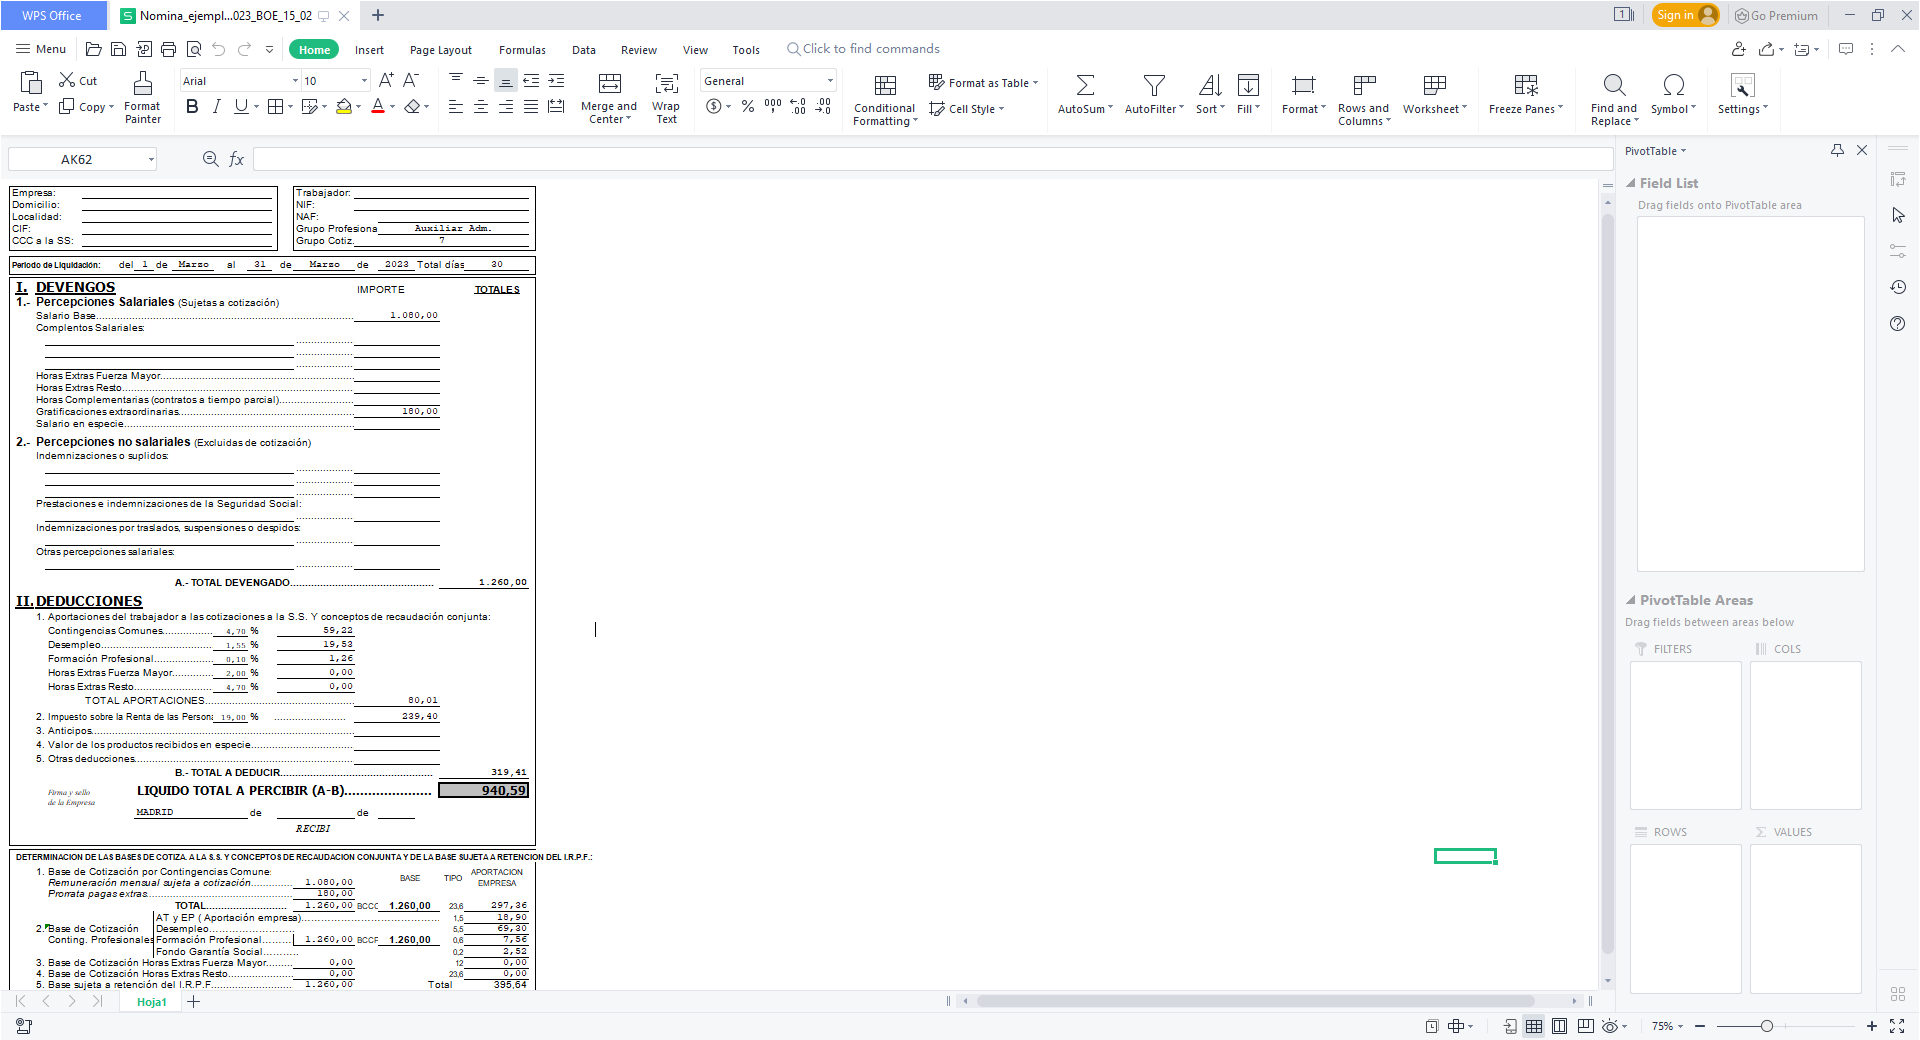 WPS Office
Nomina_ejempl...023_BOE_15_02
1
Sign in
Go Premium
Menu
Home
Insert
Page Layout
Formulas
Data
Review
View
Tools
Click to find commands
Paste
Cut
Copy
Format Painter
Arial
10
Merge and Center
Wrap Text
General
Conditional Formatting
Format as Table
Cell Style
AutoSum
AutoFilter
Sort
Fill
Format
Rows and Columns
Worksheet
Freeze Panes
Find and Replace
Symbol
Settings
AK62
fx
PivotTable
Field List
Drag fields onto PivotTable area
PivotTable Areas
Drag fields between areas below
FILTERS
COLS
ROWS
VALUES
Empresa:
Domicilio:
Localidad:
CIF:
CCC a la SS:
Trabajador:
NIF:
NAF:
Grupo Profesiona Auxiliar Adm.
Grupo Cotiz. 7
Periodo de Liquidación: del 1 de Marzo al 31 de Marzo de 2023 Total días 30
I. DEVENGOS IMPORTE TOTALES
1.- Percepciones Salariales (Sujetas a cotización)
Salario Base 1.080,00
Complentos Salariales:
Horas Extras Fuerza Mayor
Horas Extras Resto
Horas Complementarias (contratos a tiempo parcial)
Gratificaciones extraordinarias 180,00
Salario en especie
2.- Percepciones no salariales (Excluidas de cotización)
Indemnizaciones o suplidos:
Prestaciones e indemnizaciones de la Seguridad Social:
Indemnizaciones por traslados, suspensiones o despidos:
Otras percepciones salariales:
A.- TOTAL DEVENGADO 1.260,00
II. DEDUCCIONES
1. Aportaciones del trabajador a las cotizaciones a la S.S. Y conceptos de recaudación conjunta:
Contingencias Comunes 4,70 % 59,22
Desempleo 1,55 % 19,53
Formación Profesional 0,10 % 1,26
Horas Extras Fuerza Mayor 2,00 % 0,00
Horas Extras Resto 4,70 % 0,00
TOTAL APORTACIONES 80,01
2. Impuesto sobre la Renta de las Persona 19,00 % 239,40
3. Anticipos
4. Valor de los productos recibidos en especie
5. Otras deducciones
B.- TOTAL A DEDUCIR 319,41
LIQUIDO TOTAL A PERCIBIR (A-B) 940,59
Firma y sello
de la Empresa
MADRID de de
RECIBI
DETERMINACION DE LAS BASES DE COTIZA. A LA S.S. Y CONCEPTOS DE RECAUDACION CONJUNTA Y DE LA BASE SUJETA A RETENCION DEL I.R.P.F.:
1. Base de Cotización por Contingencias Comune: BASE TIPO APORTACION EMPRESA
Remuneración mensual sujeta a cotización 1.080,00
Prorrata pagas extras 180,00
TOTAL 1.260,00 BCCC 1.260,00 23,6 297,36
AT y EP ( Aportación empresa) 1,5 18,90
2. Base de Cotización Desempleo 5,5 69,30
Conting. Profesionales Formación Profesional 1.260,00 BCCP 1.260,00 0,6 7,56
Fondo Garantía Social 0,2 2,52
3. Base de Cotización Horas Extras Fuerza Mayor 0,00 12 0,00
4. Base de Cotización Horas Extras Resto 0,00 23,6 0,00
5. Base sujeta a retención del I.R.P.F 1.260,00 Total 395,64
Hoja1
75%